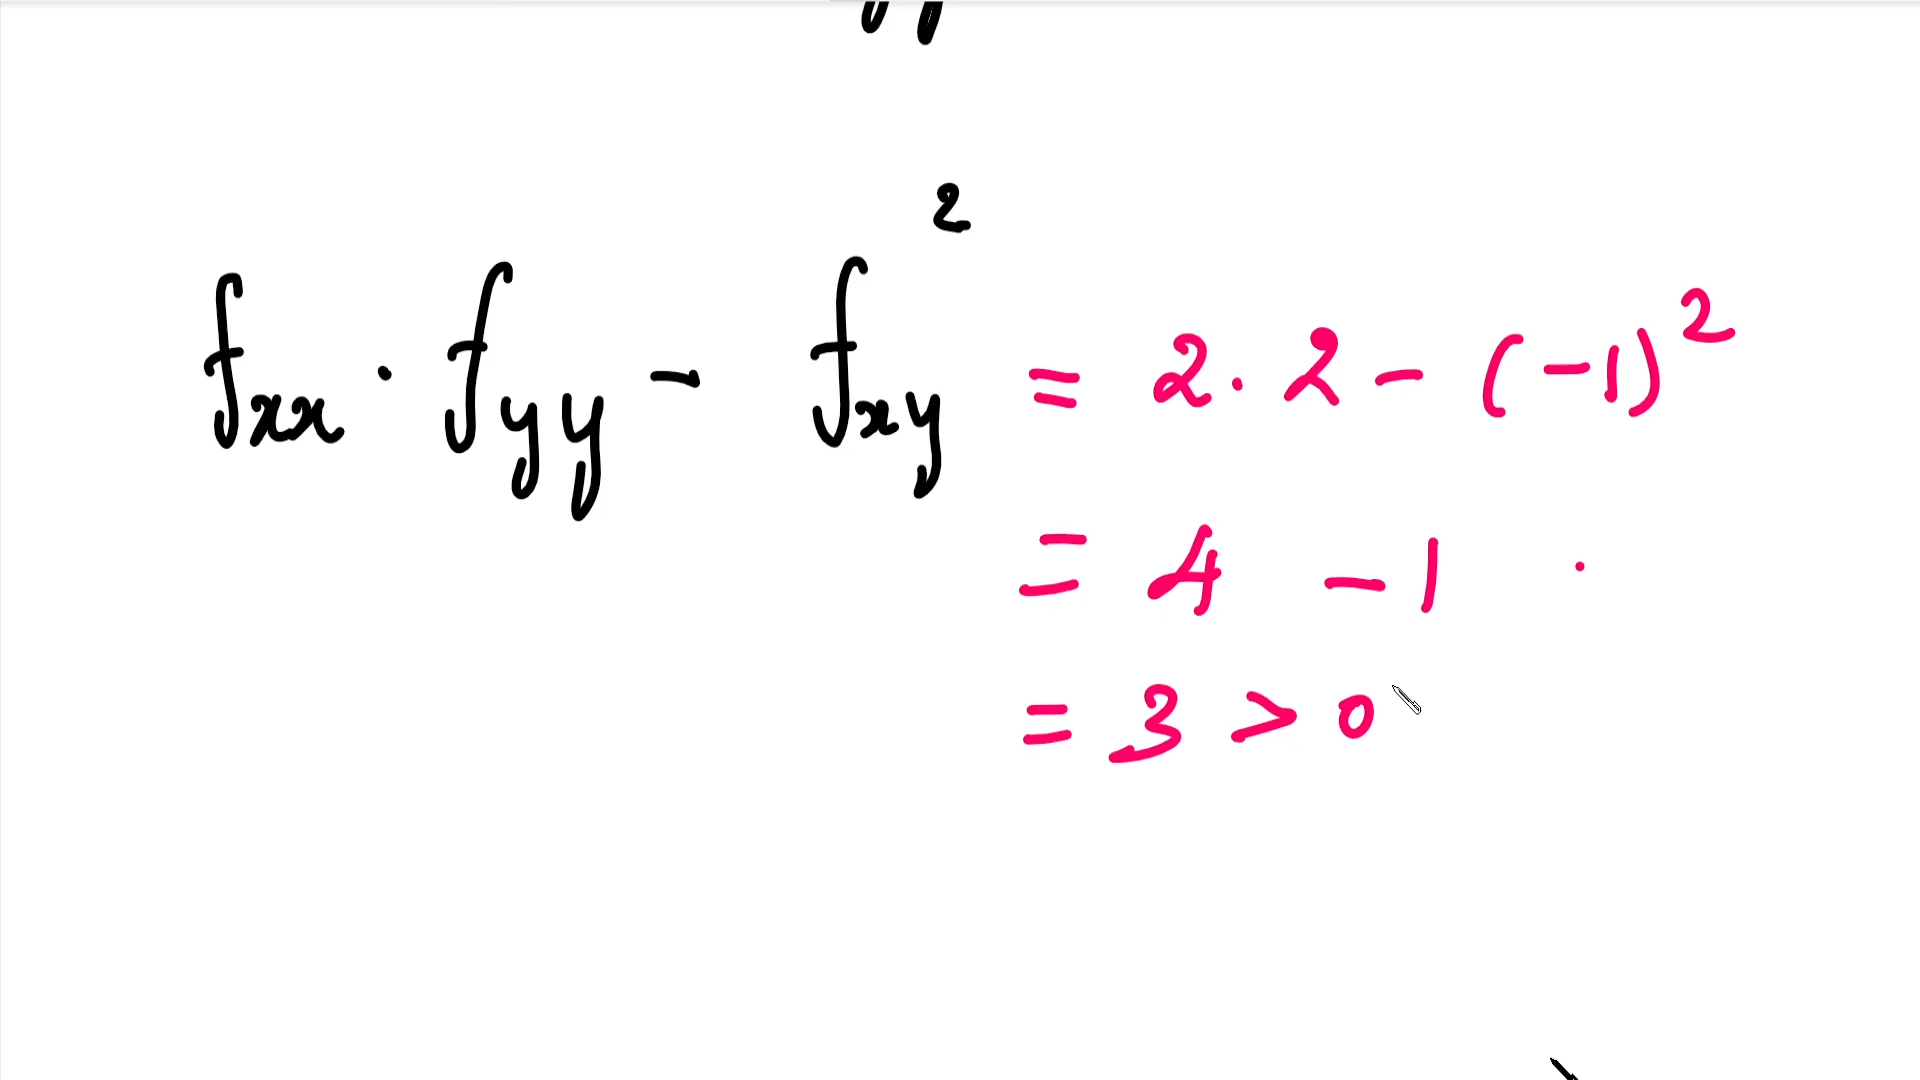 fxx · fyy − fxy² = 2·2 − (−1)²
= 4 − 1
= 3 > 0